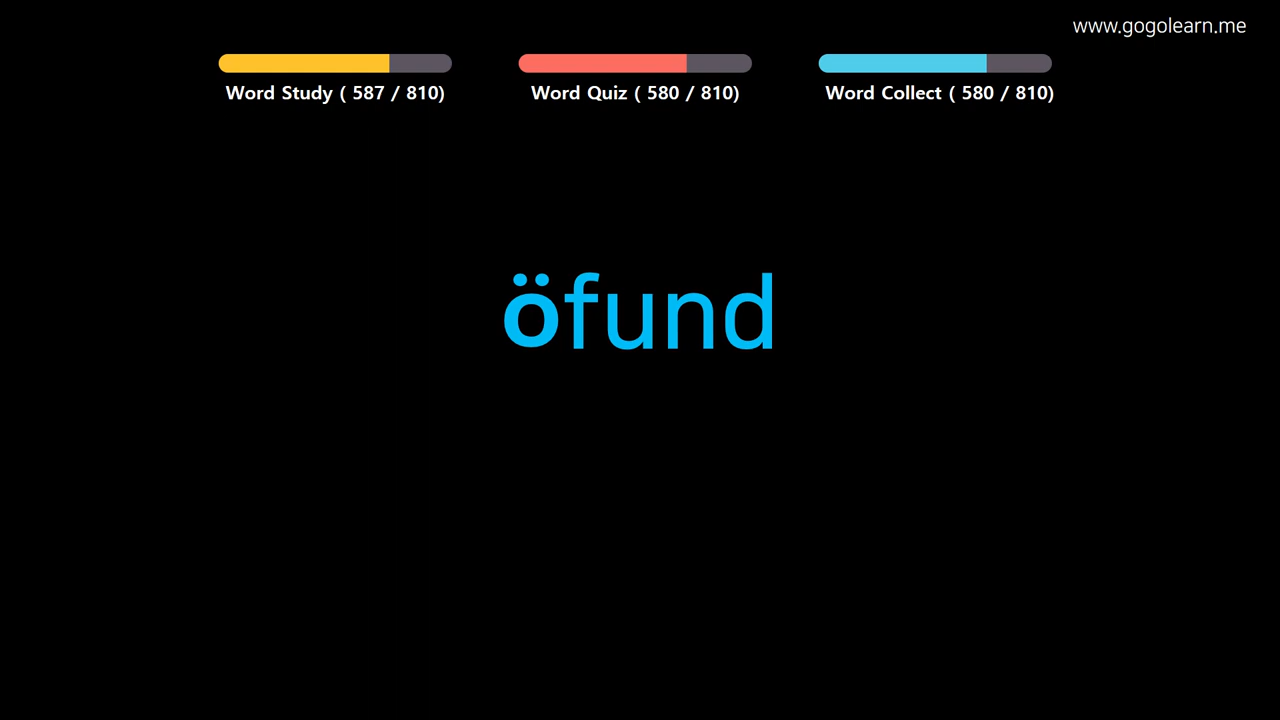 www.gogolearn.me
Word Study ( 587 / 810)
Word Quiz ( 580 / 810)
Word Collect ( 580 / 810)
öfund